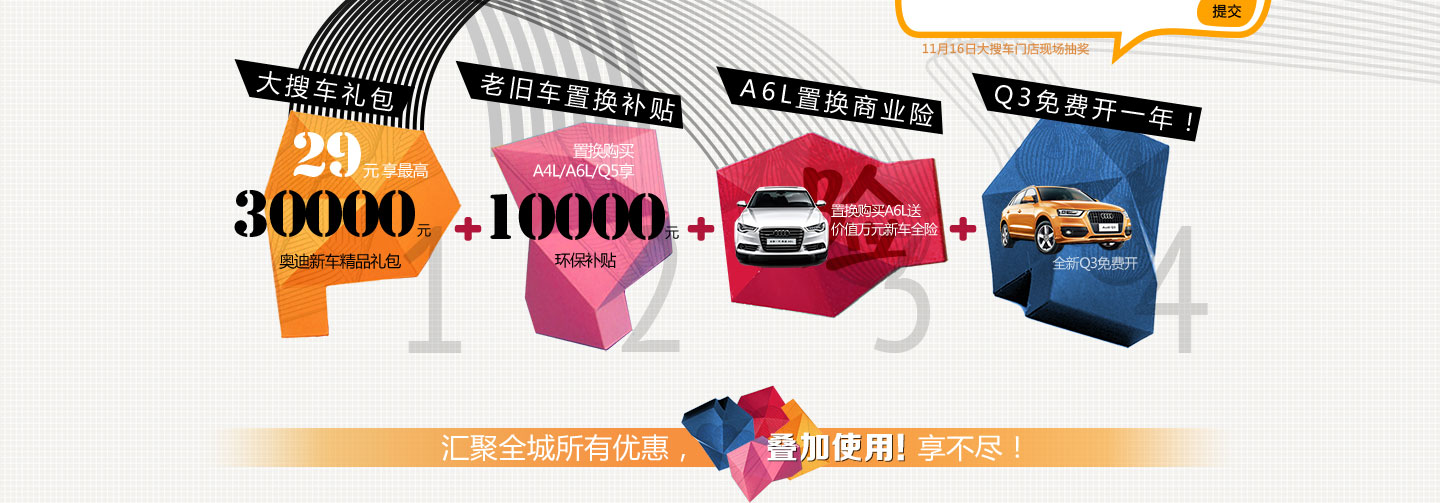 提交
11月16日大搜车门店现场抽奖
大搜车礼包
29元享最高
30000元
奥迪新车精品礼包
1
+
老旧车置换补贴
置换购买
A4L/A6L/Q5享
10000元
环保补贴
2
+
A6L置换商业险
险
置换购买A6L送
价值万元新车全险
3
+
Q3免费开一年！
全新Q3免费开
4
汇聚全城所有优惠，叠加使用！享不尽！